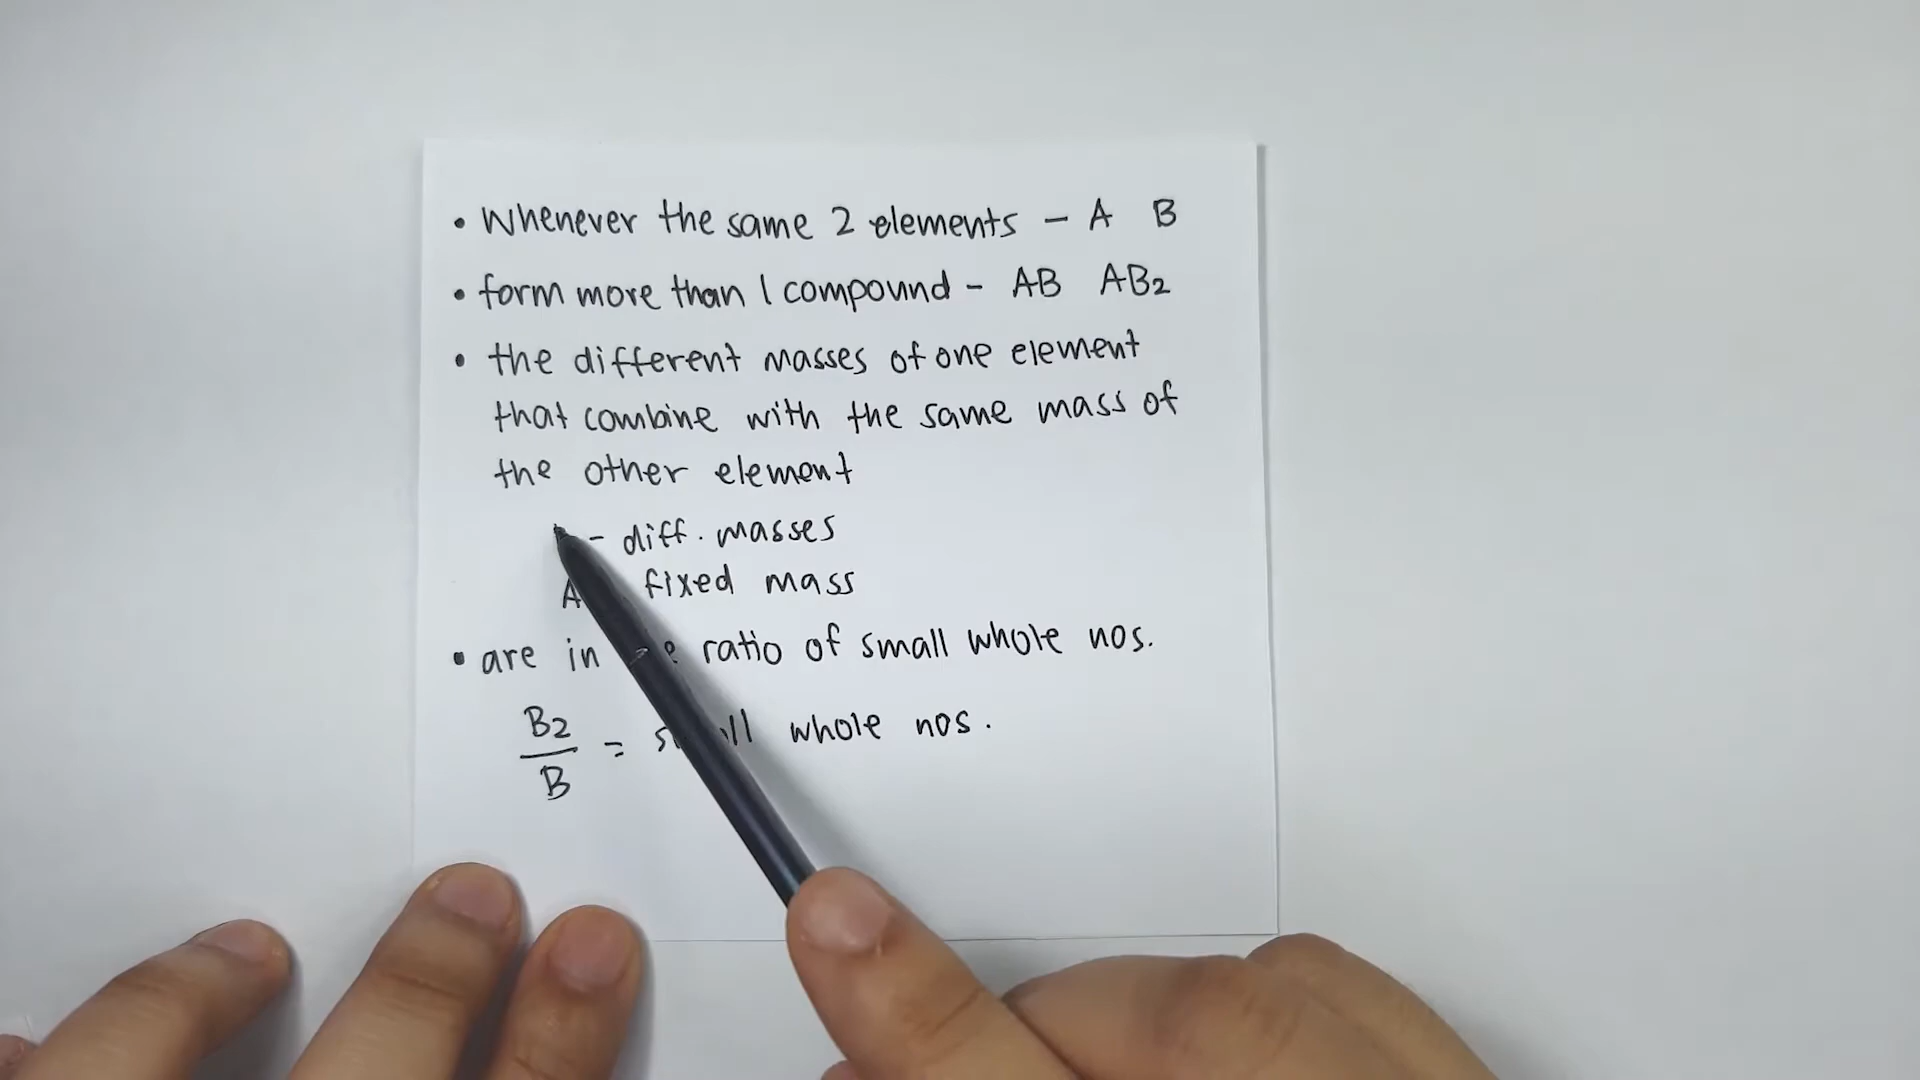 • Whenever the same 2 elements – A B
• form more than 1 compound – AB AB₂
• the different masses of one element
that combine with the same mass of
the other element
– diff. masses
A fixed mass
• are in ratio of small whole nos.
B₂/B = whole nos.